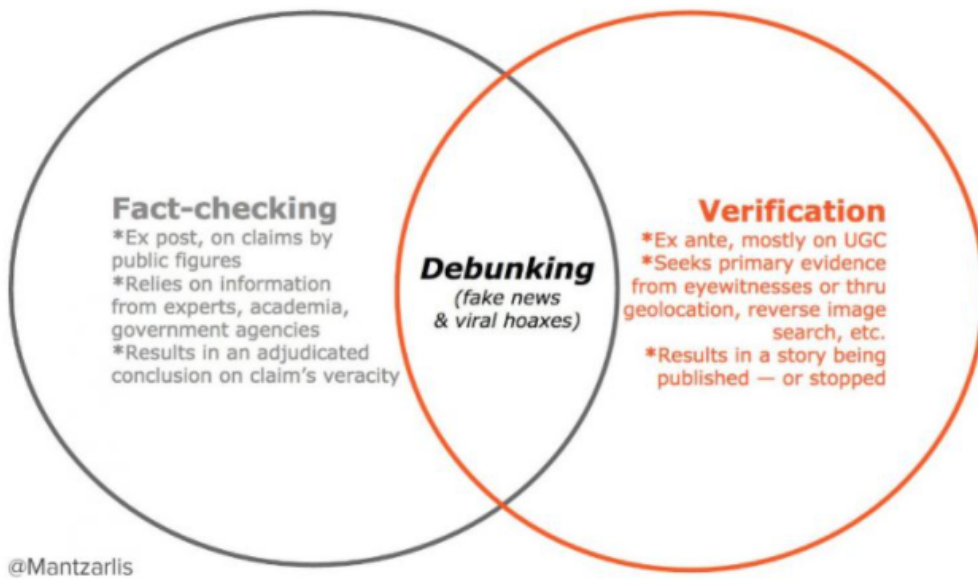 Fact-checking
*Ex post, on claims by
public figures
*Relies on information
from experts, academia,
government agencies
*Results in an adjudicated
conclusion on claim's veracity
Debunking
(fake news
& viral hoaxes)
Verification
*Ex ante, mostly on UGC
*Seeks primary evidence
from eyewitnesses or thru
geolocation, reverse image
search, etc.
*Results in a story being
published — or stopped
@Mantzarlis